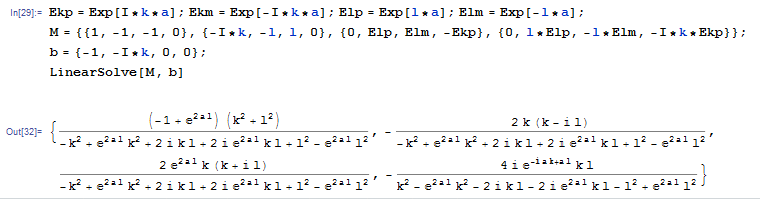 In[29]:= Ekp = Exp[I * k * a] ; Ekm = Exp[-I * k * a] ; Elp = Exp[l * a] ; Elm = Exp[-l * a] ;
M = {{1, -1, -1, 0}, {-I * k, -l, l, 0}, {0, Elp, Elm, -Ekp}, {0, l * Elp, -l * Elm, -I * k * Ekp}};
b = {-1, -I * k, 0, 0};
LinearSolve[M, b]
Out[32]= { (-1 + e^{2 a l}) (k^2 + l^2) / (-k^2 + e^{2 a l} k^2 + 2 i k l + 2 i e^{2 a l} k l + l^2 - e^{2 a l} l^2), - 2 k (k - i l) / (-k^2 + e^{2 a l} k^2 + 2 i k l + 2 i e^{2 a l} k l + l^2 - e^{2 a l} l^2),
2 e^{2 a l} k (k + i l) / (-k^2 + e^{2 a l} k^2 + 2 i k l + 2 i e^{2 a l} k l + l^2 - e^{2 a l} l^2), - 4 i e^{-i a k + a l} k l / (k^2 - e^{2 a l} k^2 - 2 i k l - 2 i e^{2 a l} k l - l^2 + e^{2 a l} l^2) }